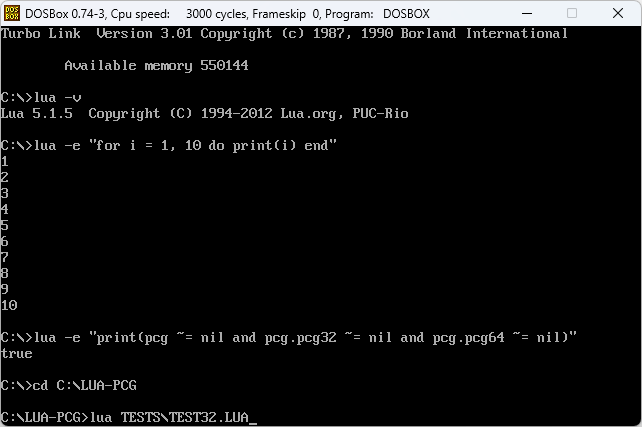 DOSBox 0.74-3, Cpu speed: 3000 cycles, Frameskip 0, Program: DOSBOX
Turbo Link Version 3.01 Copyright (c) 1987, 1990 Borland International
Available memory 550144
C:\>lua -v
Lua 5.1.5 Copyright (C) 1994-2012 Lua.org, PUC-Rio
C:\>lua -e "for i = 1, 10 do print(i) end"
1
2
3
4
5
6
7
8
9
10
C:\>lua -e "print(pcg ~= nil and pcg.pcg32 ~= nil and pcg.pcg64 ~= nil)"
true
C:\>cd C:\LUA-PCG
C:\LUA-PCG>lua TESTS\TEST32.LUA_